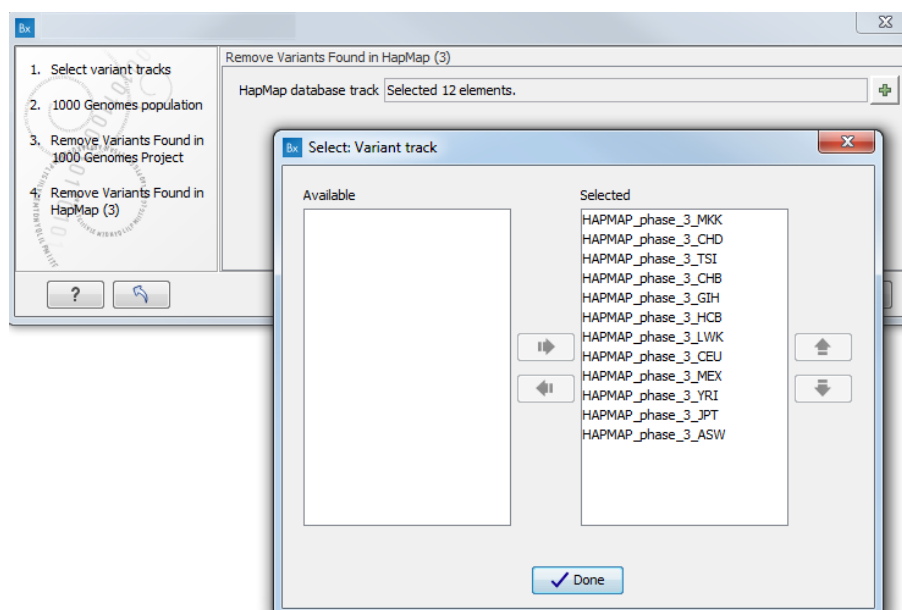 Bx
1. Select variant tracks
2. 1000 Genomes population
3. Remove Variants Found in
1000 Genomes Project
4. Remove Variants Found in
HapMap (3)
?
Remove Variants Found in HapMap (3)
HapMap database track Selected 12 elements.
Bx Select: Variant track
Available
Selected
HAPMAP_phase_3_MKK
HAPMAP_phase_3_CHD
HAPMAP_phase_3_TSI
HAPMAP_phase_3_CHB
HAPMAP_phase_3_GIH
HAPMAP_phase_3_HCB
HAPMAP_phase_3_LWK
HAPMAP_phase_3_CEU
HAPMAP_phase_3_MEX
HAPMAP_phase_3_YRI
HAPMAP_phase_3_JPT
HAPMAP_phase_3_ASW
Done